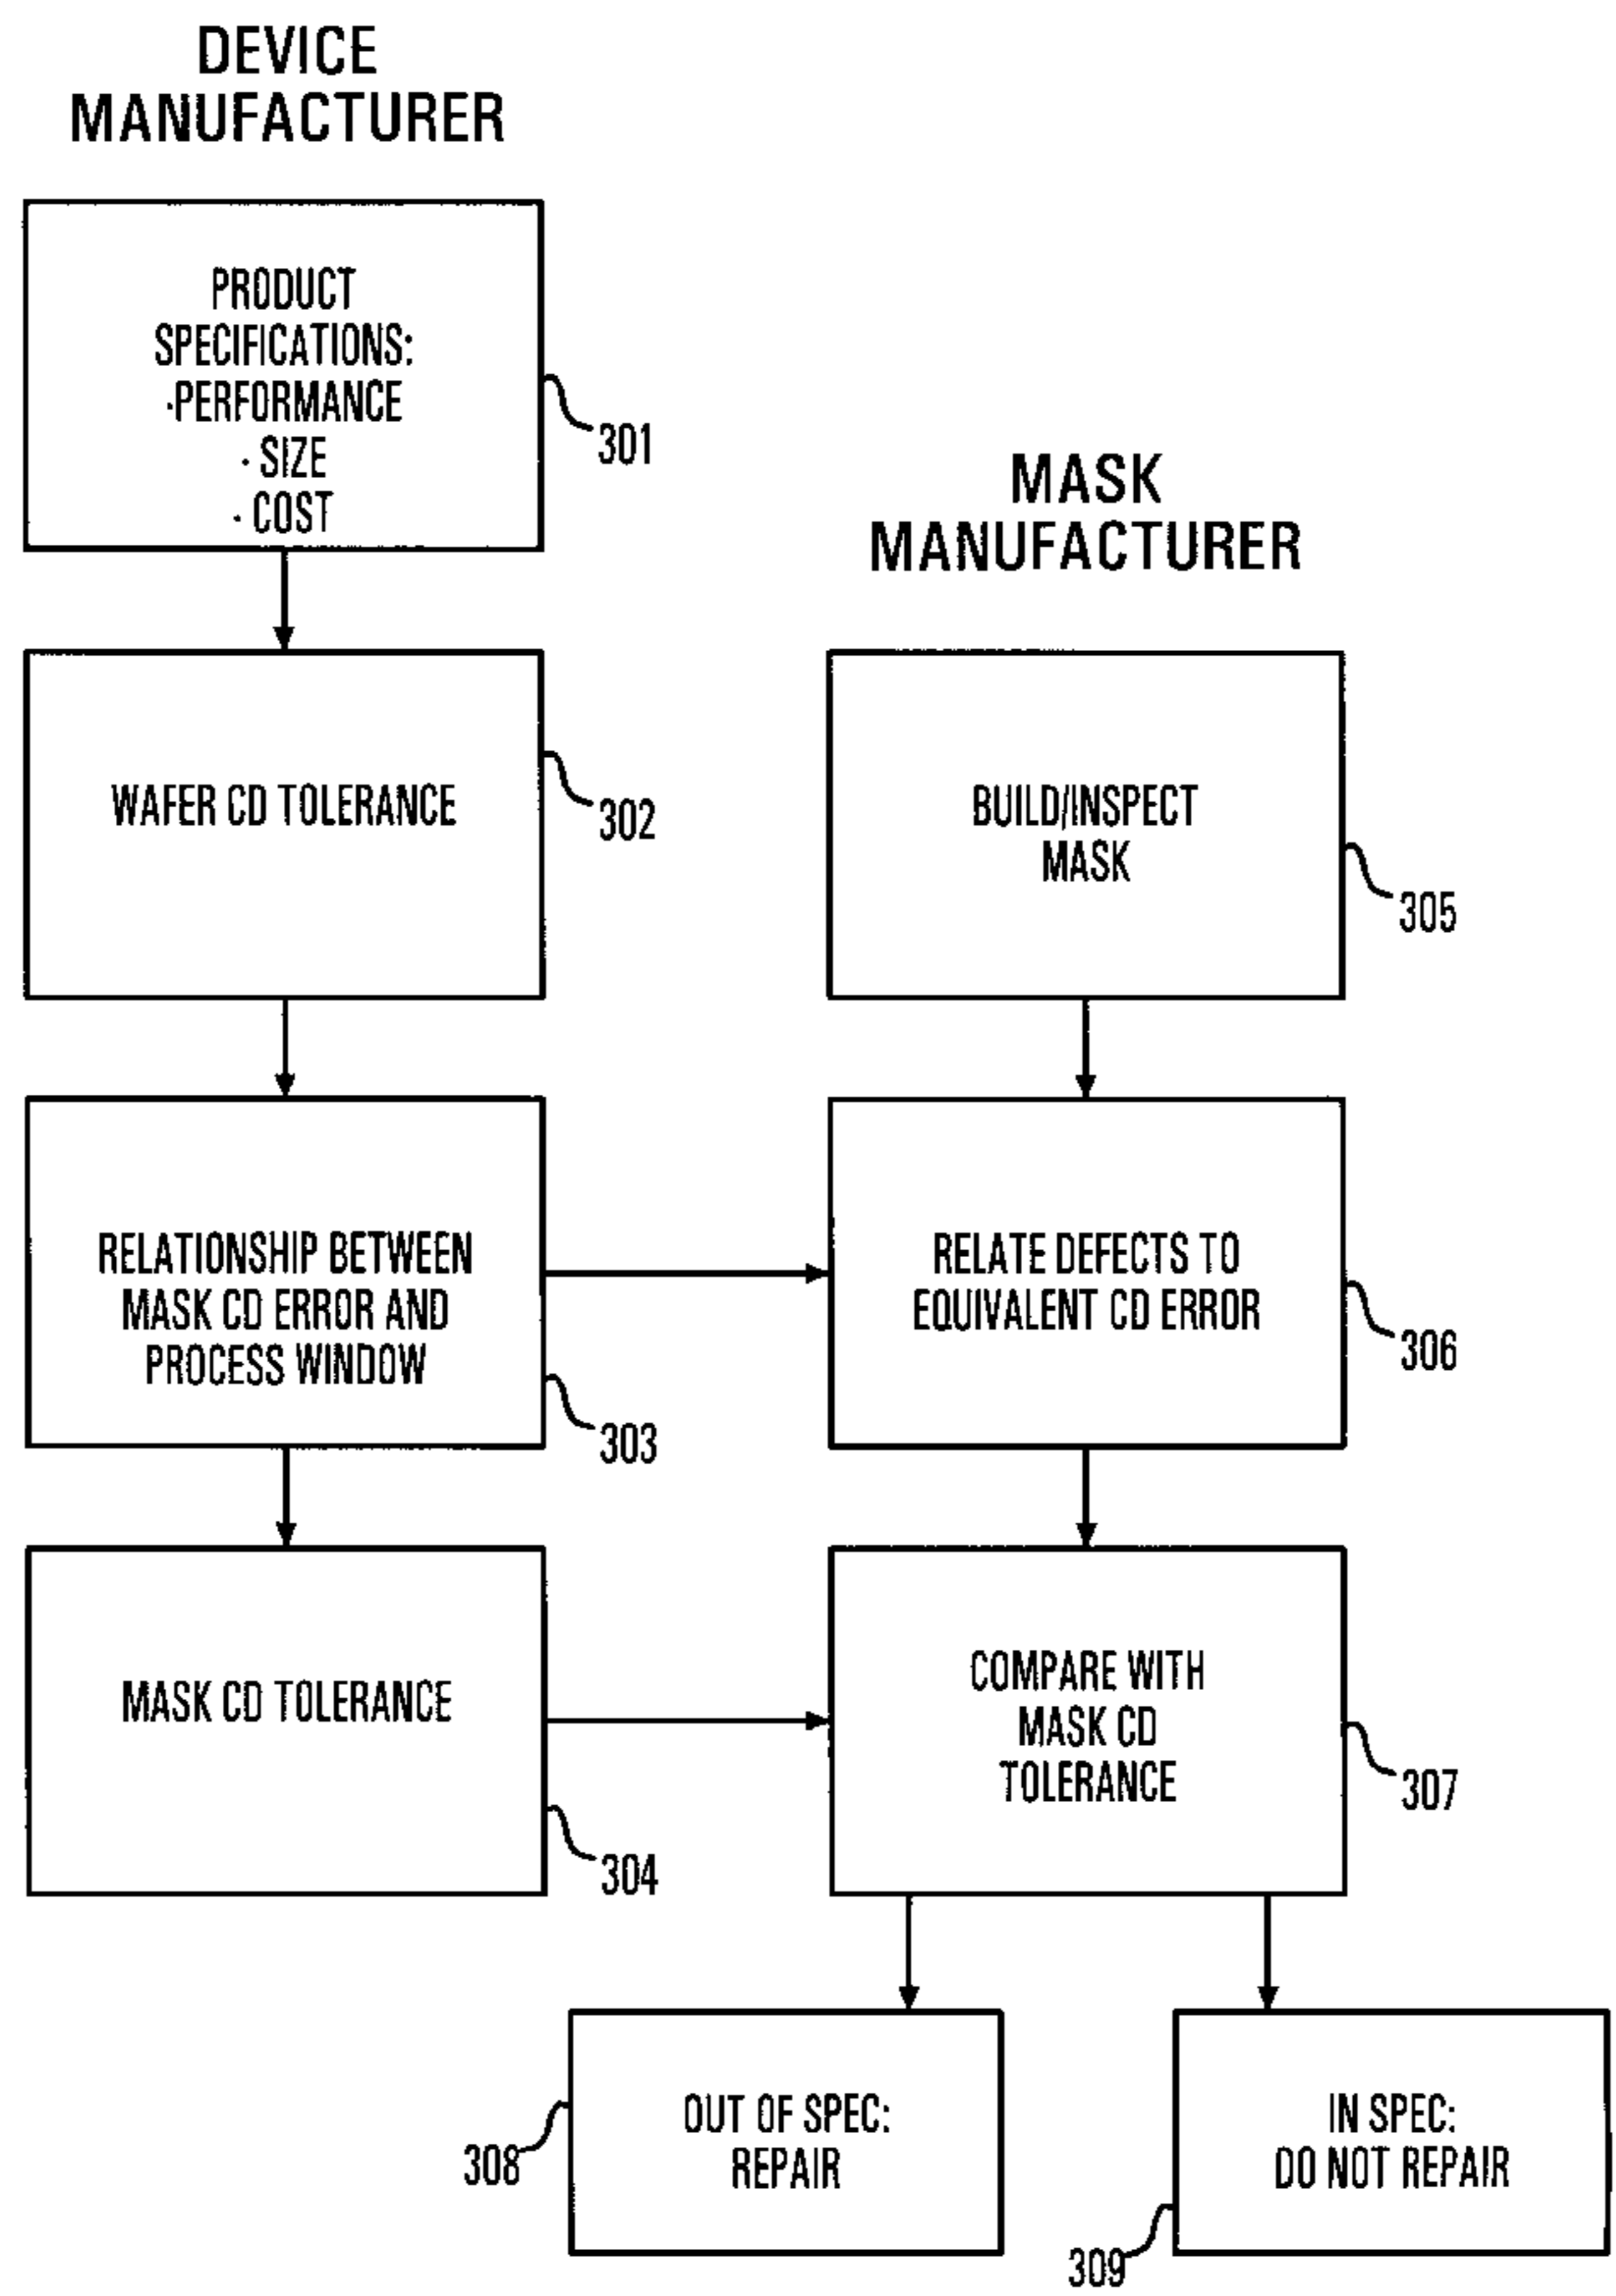 DEVICE
MANUFACTURER
PRODUCT
SPECIFICATIONS:
·PERFORMANCE
· SIZE
· COST
301
WAFER CD TOLERANCE
302
RELATIONSHIP BETWEEN
MASK CD ERROR AND
PROCESS WINDOW
303
MASK CD TOLERANCE
304
MASK
MANUFACTURER
BUILD/INSPECT
MASK
305
RELATE DEFECTS TO
EQUIVALENT CD ERROR
306
COMPARE WITH
MASK CD
TOLERANCE
307
OUT OF SPEC:
REPAIR
308
IN SPEC:
DO NOT REPAIR
309